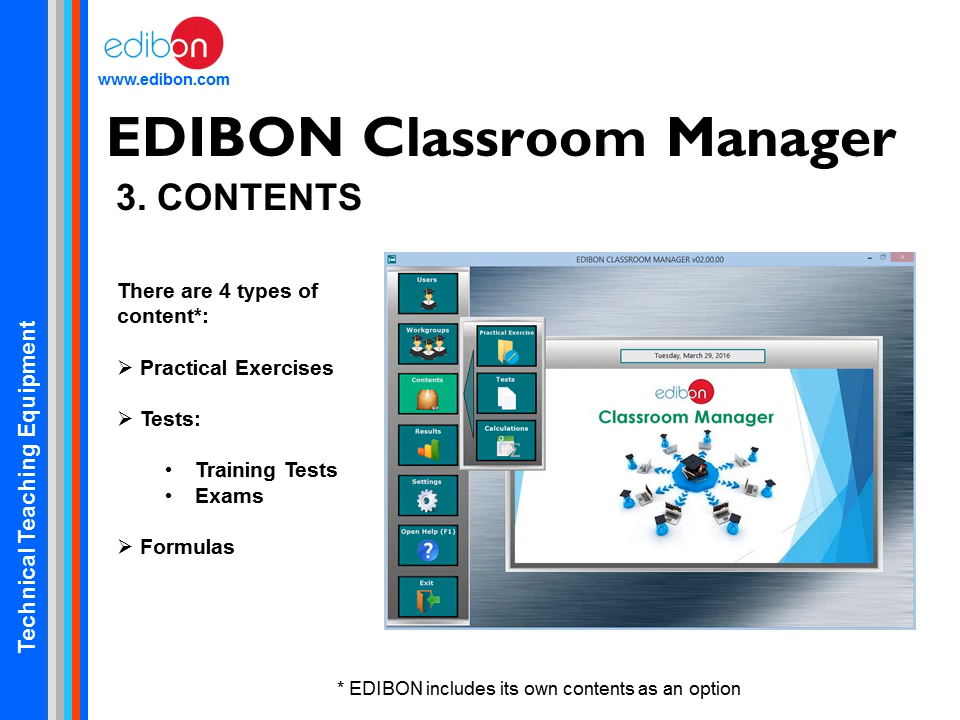 edibon
www.edibon.com
EDIBON Classroom Manager
3. CONTENTS
There are 4 types of
content*:
➢ Practical Exercises
➢ Tests:
• Training Tests
• Exams
➢ Formulas
EDIBON CLASSROOM MANAGER v02.00.00
Users
Workgroups
Contents
Results
Settings
Open Help (F1)
Exit
Practical Exercise
Tests
Calculations
Tuesday, March 29, 2016
edibon
Classroom Manager
* EDIBON includes its own contents as an option
Technical Teaching Equipment